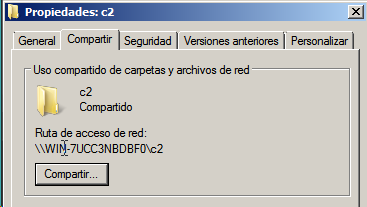 Propiedades: c2
General Compartir Seguridad Versiones anteriores Personalizar
Uso compartido de carpetas y archivos de red
c2
Compartido
Ruta de acceso de red:
\\WIN-7UCC3NBDBF0\c2
Compartir...